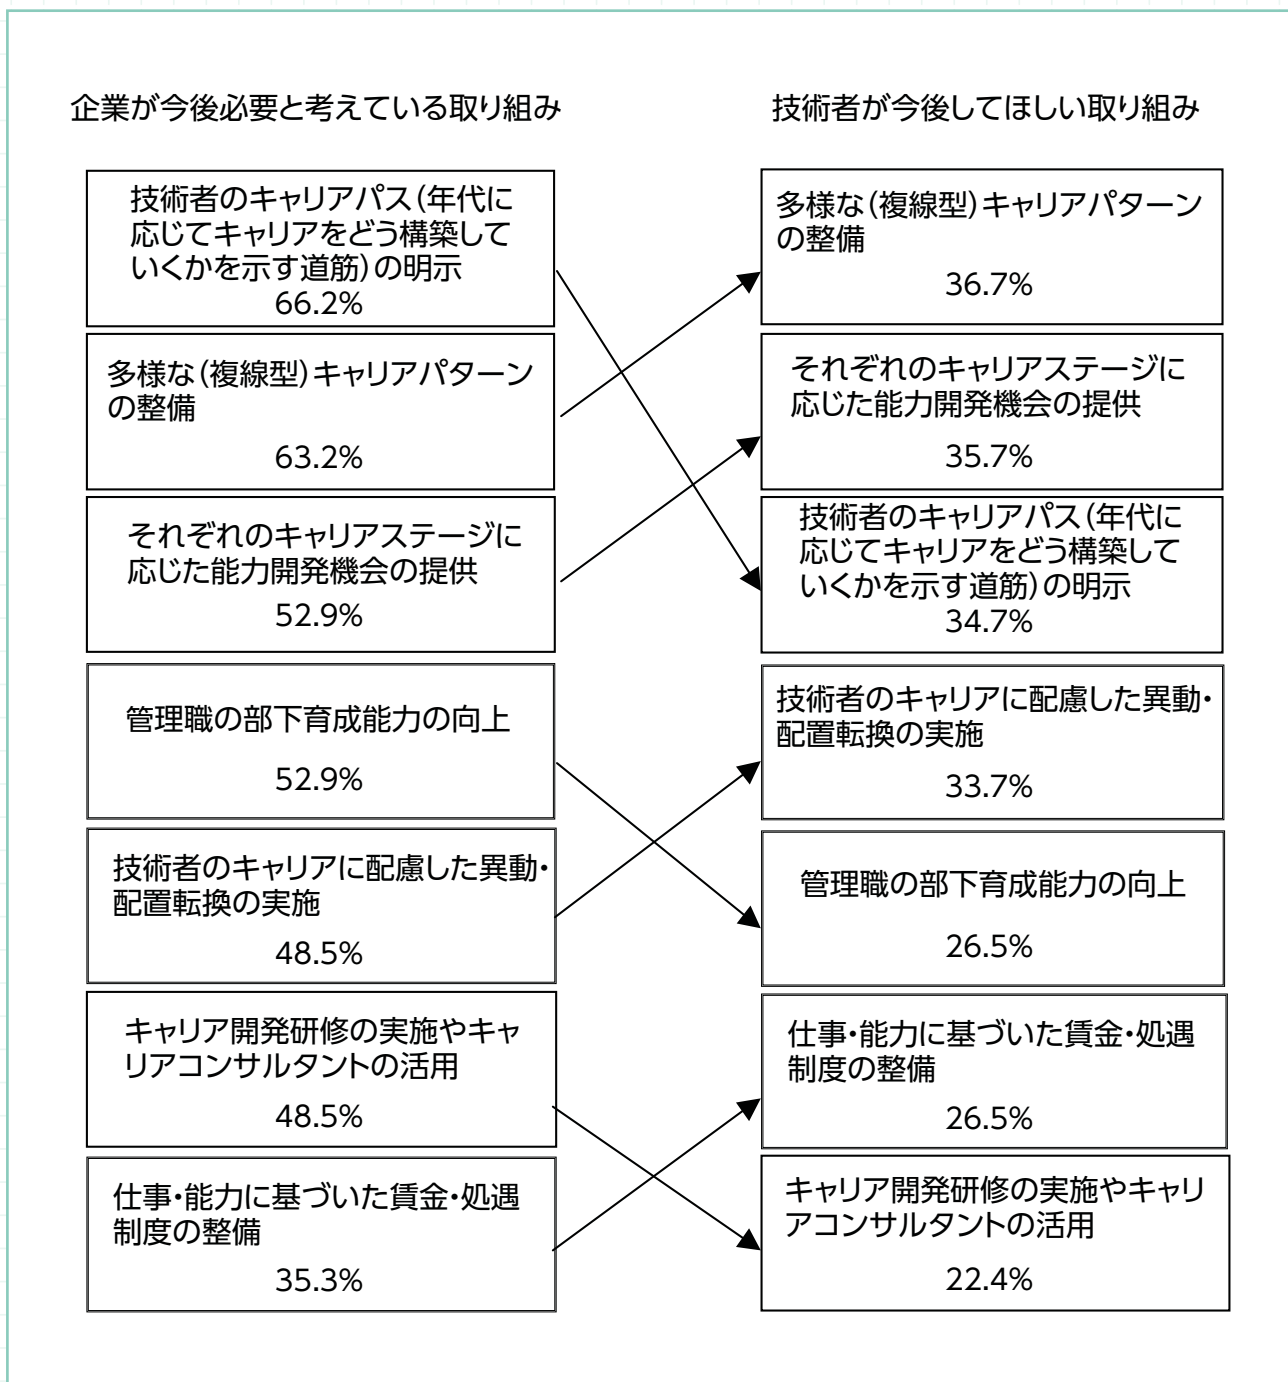 企業が今後必要と考えている取り組み
技術者のキャリアパス(年代に
応じてキャリアをどう構築して
いくかを示す道筋)の明示
66.2%
多様な(複線型)キャリアパターン
の整備
63.2%
それぞれのキャリアステージに
応じた能力開発機会の提供
52.9%
管理職の部下育成能力の向上
52.9%
技術者のキャリアに配慮した異動・
配置転換の実施
48.5%
キャリア開発研修の実施やキャ
リアコンサルタントの活用
48.5%
仕事・能力に基づいた賃金・処遇
制度の整備
35.3%
技術者が今後してほしい取り組み
多様な(複線型)キャリアパターン
の整備
36.7%
それぞれのキャリアステージに
応じた能力開発機会の提供
35.7%
技術者のキャリアパス(年代に
応じてキャリアをどう構築して
いくかを示す道筋)の明示
34.7%
技術者のキャリアに配慮した異動・
配置転換の実施
33.7%
管理職の部下育成能力の向上
26.5%
仕事・能力に基づいた賃金・処遇
制度の整備
26.5%
キャリア開発研修の実施やキャリ
アコンサルタントの活用
22.4%